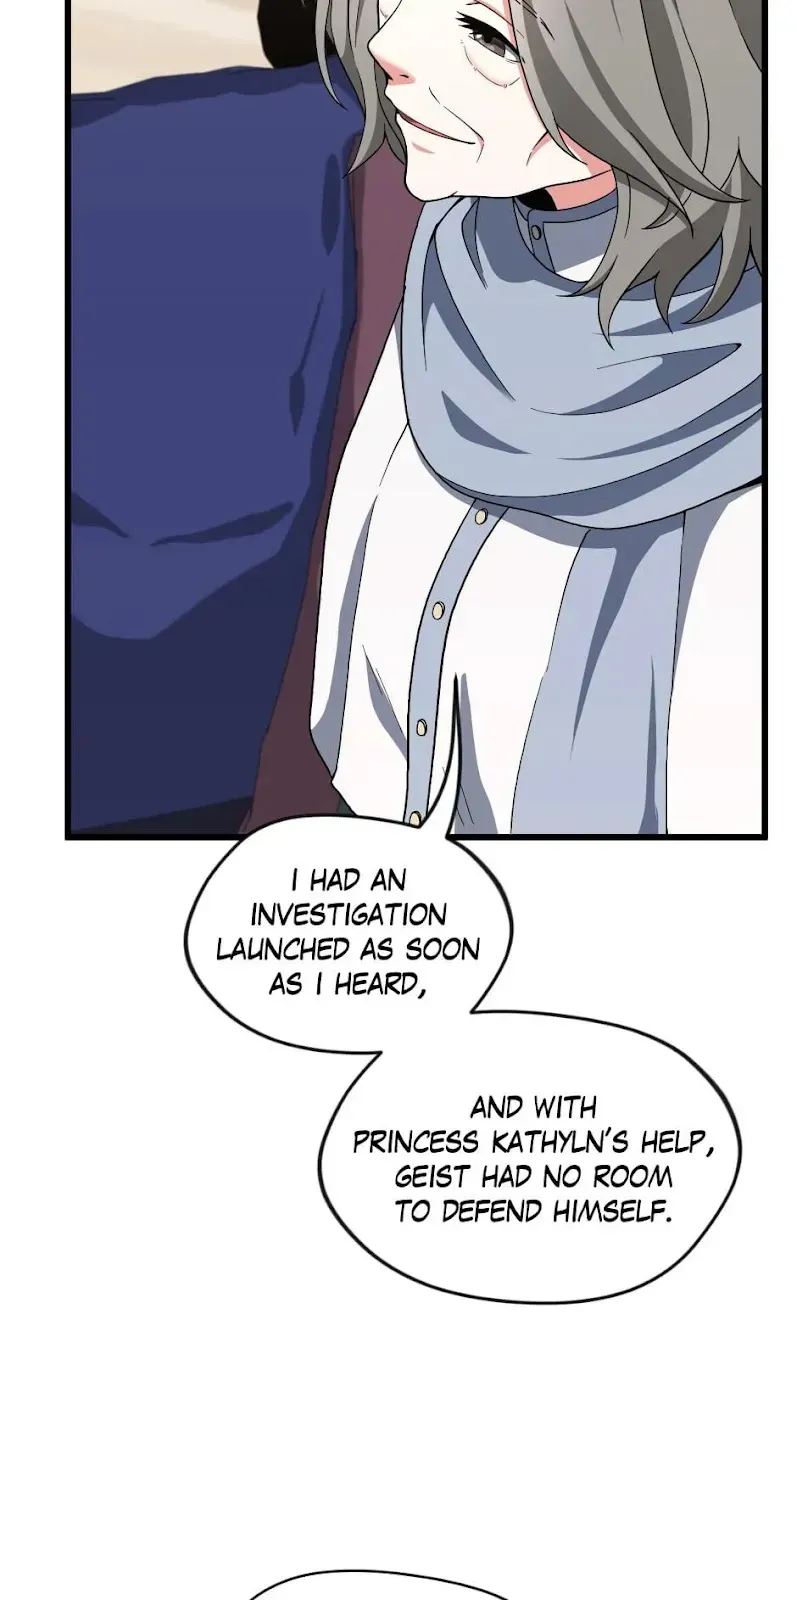 I HAD AN
INVESTIGATION
LAUNCHED AS SOON
AS I HEARD,
AND WITH
PRINCESS KATHYLN'S HELP,
GEIST HAD NO ROOM
TO DEFEND HIMSELF.